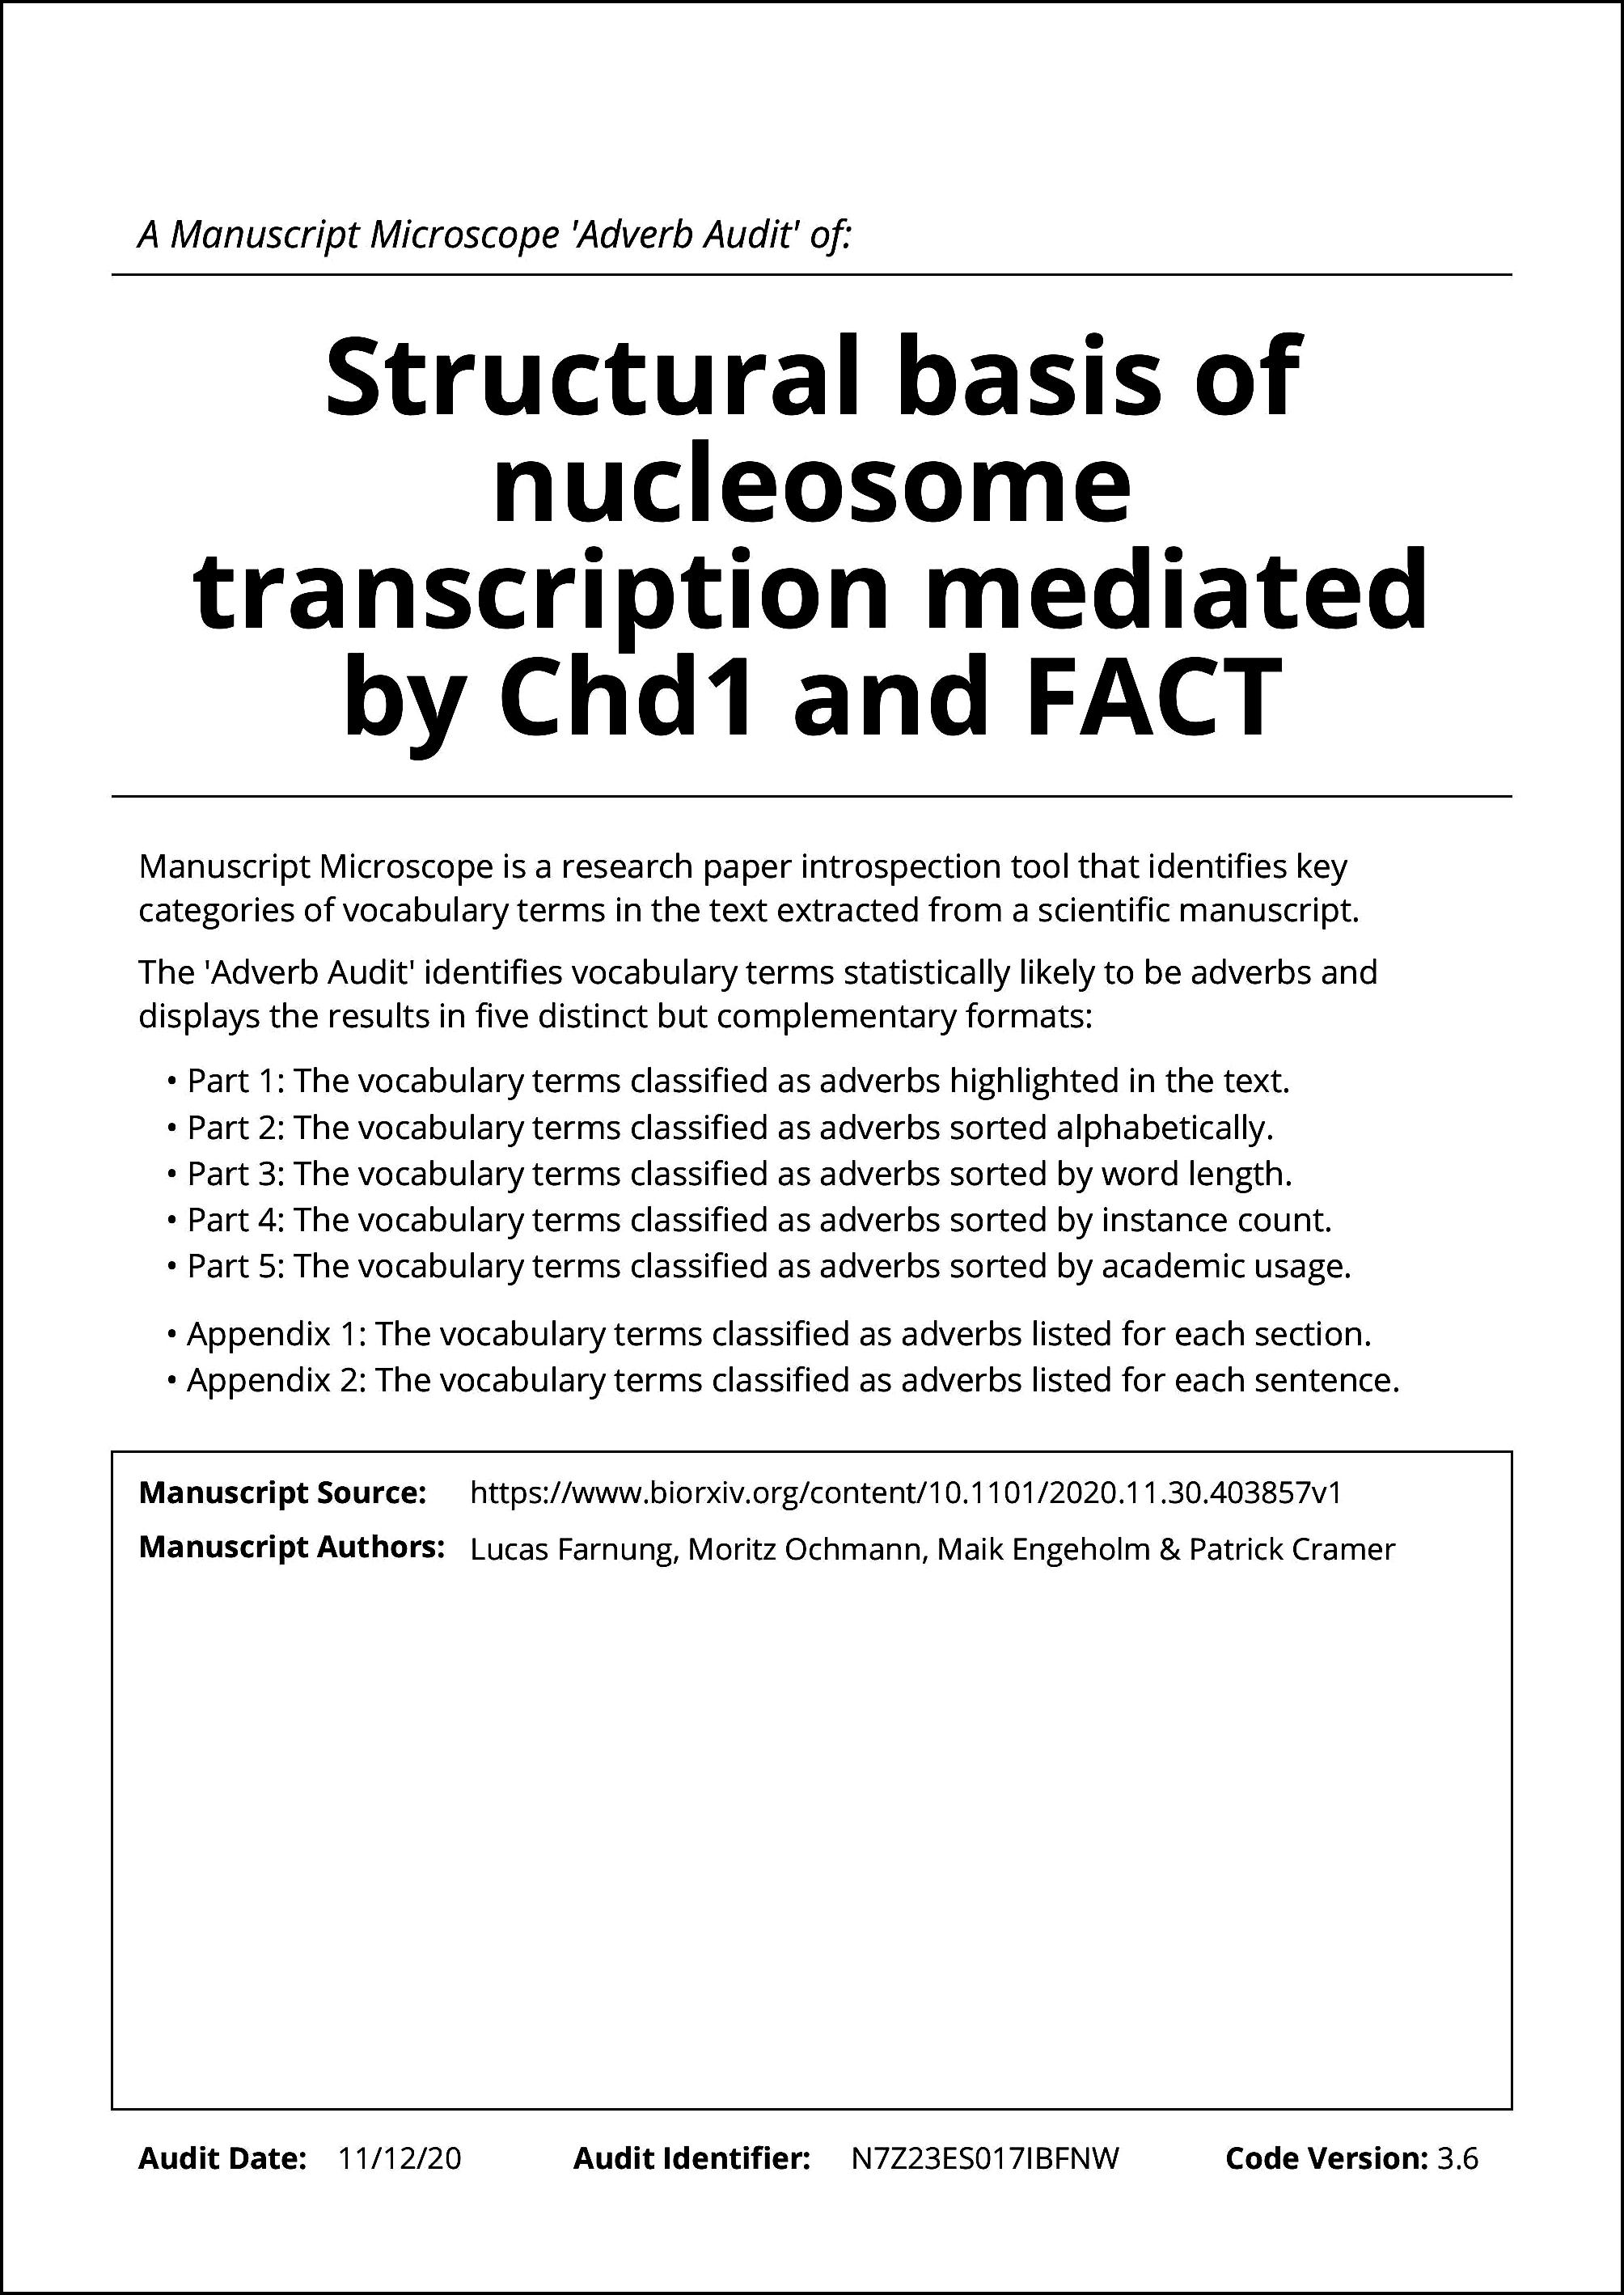 A Manuscript Microscope 'Adverb Audit' of:
Structural basis of
nucleosome
transcription mediated
by Chd1 and FACT
Manuscript Microscope is a research paper introspection tool that identifies key
categories of vocabulary terms in the text extracted from a scientific manuscript.
The 'Adverb Audit' identifies vocabulary terms statistically likely to be adverbs and
displays the results in five distinct but complementary formats:
• Part 1: The vocabulary terms classified as adverbs highlighted in the text.
• Part 2: The vocabulary terms classified as adverbs sorted alphabetically.
• Part 3: The vocabulary terms classified as adverbs sorted by word length.
• Part 4: The vocabulary terms classified as adverbs sorted by instance count.
• Part 5: The vocabulary terms classified as adverbs sorted by academic usage.
• Appendix 1: The vocabulary terms classified as adverbs listed for each section.
• Appendix 2: The vocabulary terms classified as adverbs listed for each sentence.
Manuscript Source: https://www.biorxiv.org/content/10.1101/2020.11.30.403857v1
Manuscript Authors: Lucas Farnung, Moritz Ochmann, Maik Engeholm & Patrick Cramer
Audit Date: 11/12/20 Audit Identifier: N7Z23ES017IBFNW Code Version: 3.6